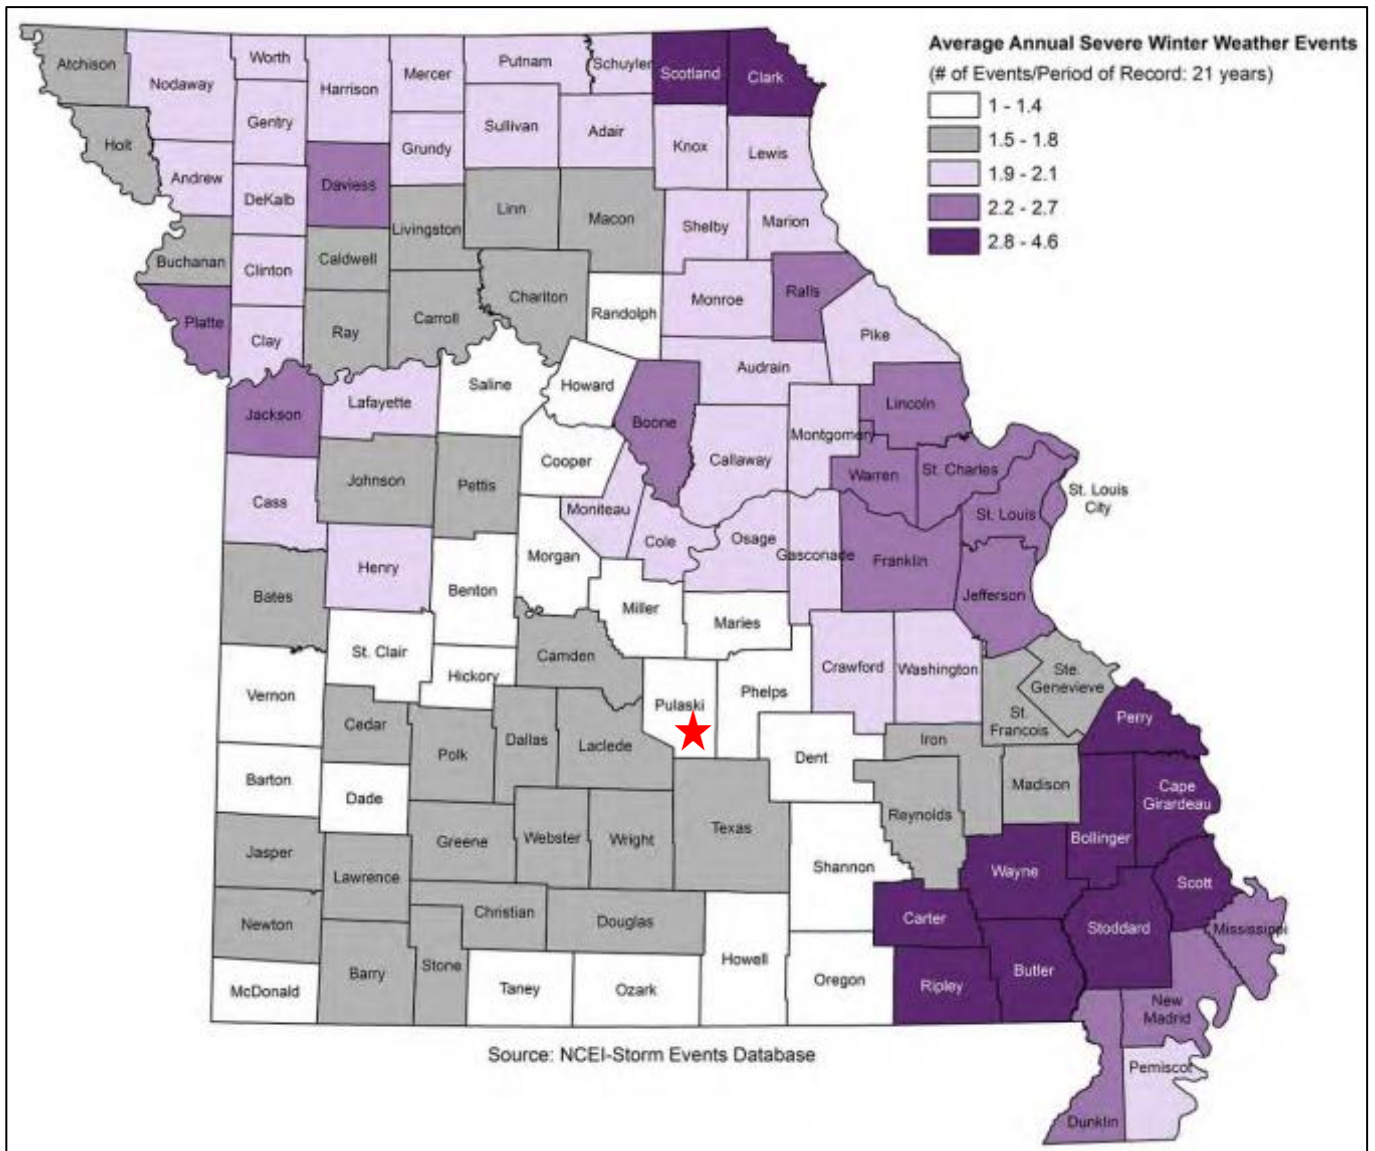 Average Annual Severe Winter Weather Events
(# of Events/Period of Record: 21 years)
1 - 1.4
1.5 - 1.8
1.9 - 2.1
2.2 - 2.7
2.8 - 4.6
Atchison
Nodaway
Worth
Harrison
Mercer
Putnam
Schuyler
Scotland
Clark
Holt
Gentry
Grundy
Sullivan
Adair
Knox
Lewis
Andrew
DeKalb
Daviess
Livingston
Linn
Macon
Shelby
Marion
Buchanan
Clinton
Caldwell
Chariton
Randolph
Monroe
Ralls
Platte
Clay
Ray
Carroll
Pike
Audrain
Jackson
Lafayette
Saline
Howard
Boone
Lincoln
Montgomery
Cooper
Callaway
Warren
St. Charles
Cass
Johnson
Pettis
Moniteau
St. Louis
St. Louis
City
Cole
Osage
Gasconade
Franklin
Henry
Morgan
Bates
Benton
Miller
Maries
Jefferson
St. Clair
Camden
Crawford
Washington
Ste.
Genevieve
Vernon
Hickory
Pulaski
Phelps
St.
Francois
Perry
Cedar
Polk
Dallas
Laclede
Dent
Iron
Barton
Dade
Madison
Cape
Girardeau
Texas
Reynolds
Jasper
Greene
Webster
Wright
Bollinger
Lawrence
Shannon
Wayne
Scott
Newton
Christian
Douglas
Carter
Stoddard
Mississippi
McDonald
Barry
Stone
Taney
Ozark
Howell
Oregon
Ripley
Butler
New
Madrid
Pemiscot
Dunklin
Source: NCEI-Storm Events Database